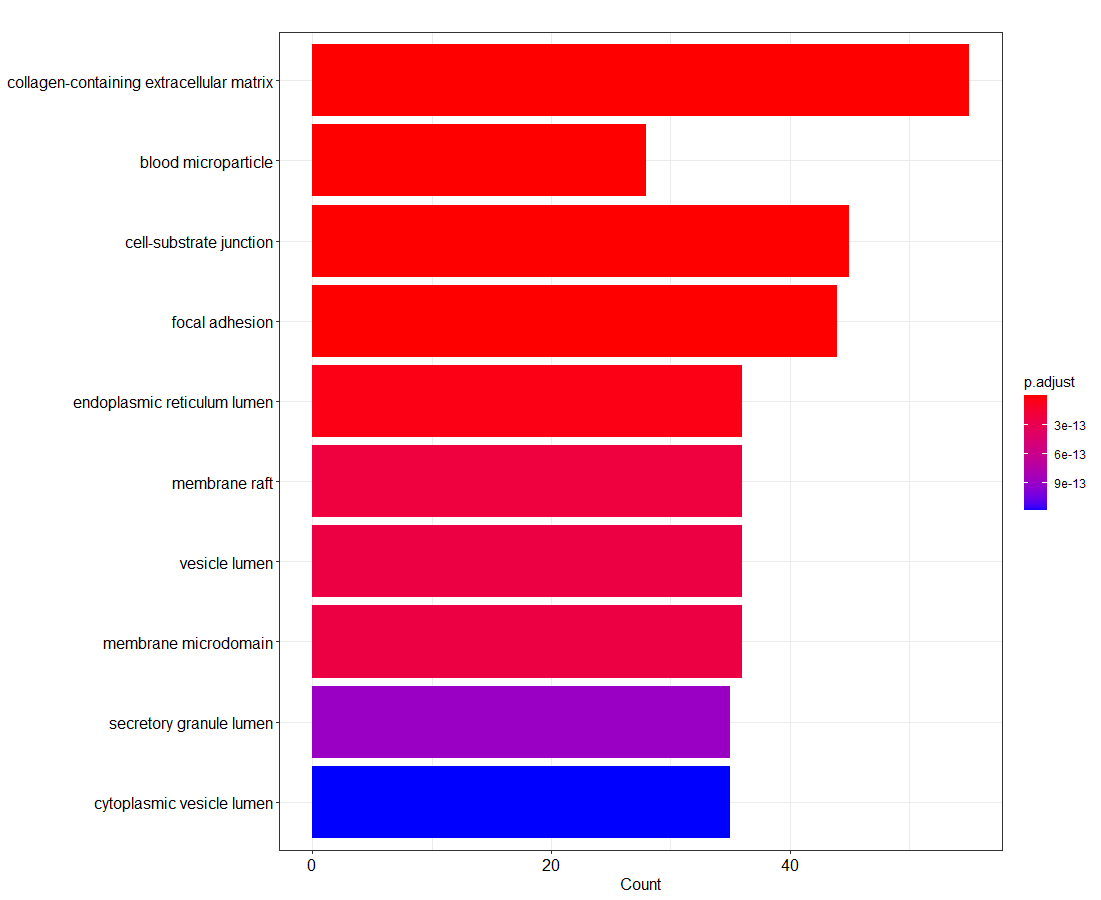 collagen-containing extracellular matrix
blood microparticle
cell-substrate junction
focal adhesion
endoplasmic reticulum lumen
membrane raft
vesicle lumen
membrane microdomain
secretory granule lumen
cytoplasmic vesicle lumen
0 20 40
Count
p.adjust
3e-13
6e-13
9e-13